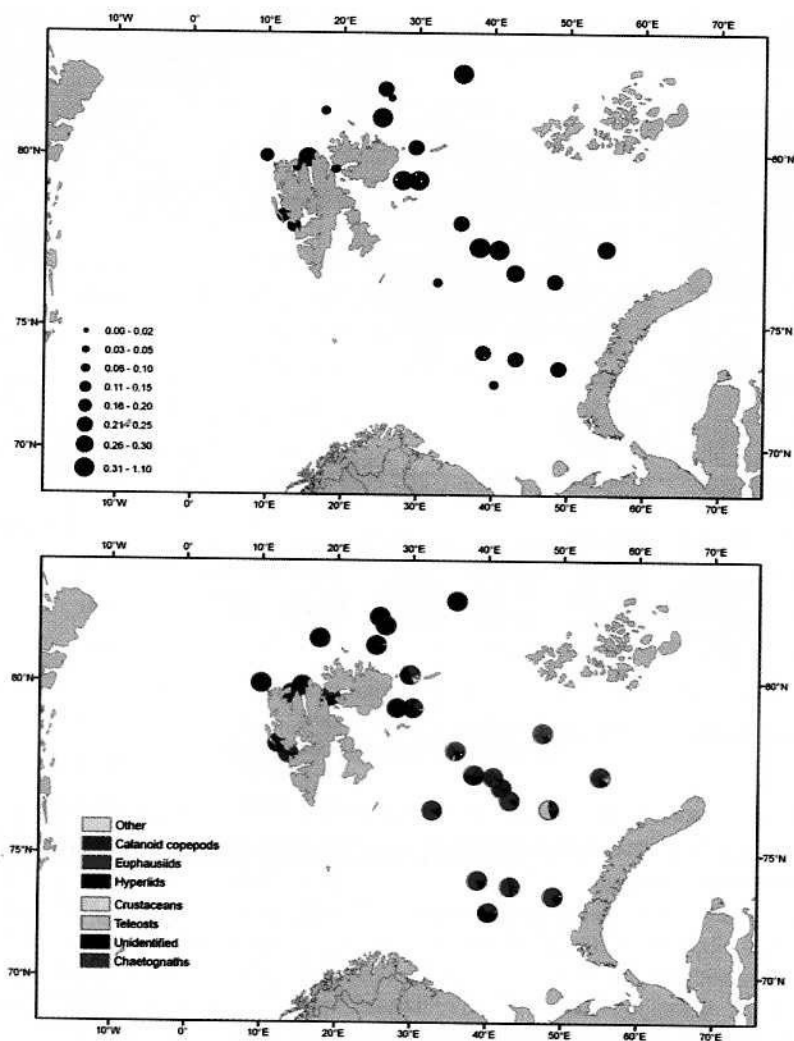 10°W 0° 10°E 20°E 30°E 40°E 50°E 60°E 70°E
80°N 80°N
75°N 75°N
70°N 70°N
0.00 - 0.02
0.03 - 0.05
0.06 - 0.10
0.11 - 0.15
0.16 - 0.20
0.21 - 0.25
0.26 - 0.30
0.31 - 1.10
10°W 0° 10°E 20°E 30°E 40°E 50°E 60°E 70°E
10°W 0° 10°E 20°E 30°E 40°E 50°E 60°E 70°E
80°N 80°N
75°N 75°N
70°N 70°N
Other
Calanoid copepods
Euphausiids
Hyperiids
Crustaceans
Teleosts
Unidentified
Chaetognaths
10°W 0° 10°E 20°E 30°E 40°E 50°E 60°E 70°E